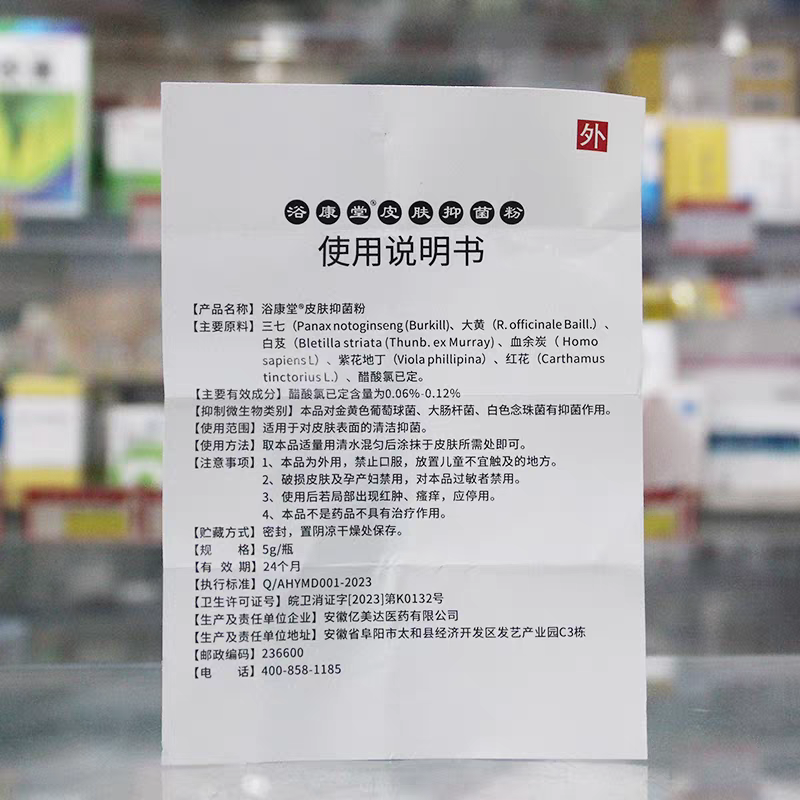 外
浴康堂®皮肤抑菌粉
使用说明书
【产品名称】浴康堂®皮肤抑菌粉
【主要原料】三七（Panax notoginseng (Burkill)、大黄（R. officinale Baill.）、
白芨（Bletilla striata (Thunb. ex Murray) 、血余炭（ Homo
sapiens L）、紫花地丁（Viola phillipina）、红花（Carthamus
tinctorius L.）、醋酸氯已定。
【主要有效成分】醋酸氯已定含量为0.06%-0.12%
【抑制微生物类别】本品对金黄色葡萄球菌、大肠杆菌、白色念珠菌有抑菌作用。
【使用范围】适用于对皮肤表面的清洁抑菌。
【使用方法】取本品适量用清水混匀后涂抹于皮肤所需处即可。
【注意事项】1、本品为外用，禁止口服，放置儿童不宜触及的地方。
2、破损皮肤及孕产妇禁用，对本品过敏者禁用。
3、使用后若局部出现红肿、瘙痒，应停用。
4、本品不是药品不具有治疗作用。
【贮藏方式】密封，置阴凉干燥处保存。
【规　　格】5g/瓶
【有 效 期】24个月
【执行标准】Q/AHYMD001-2023
【卫生许可证号】皖卫消证字[2023]第K0132号
【生产及责任单位企业】安徽亿美达医药有限公司
【生产及责任单位地址】安徽省阜阳市太和县经济开发区发艺产业园C3栋
【邮政编码】236600
【电　　话】400-858-1185